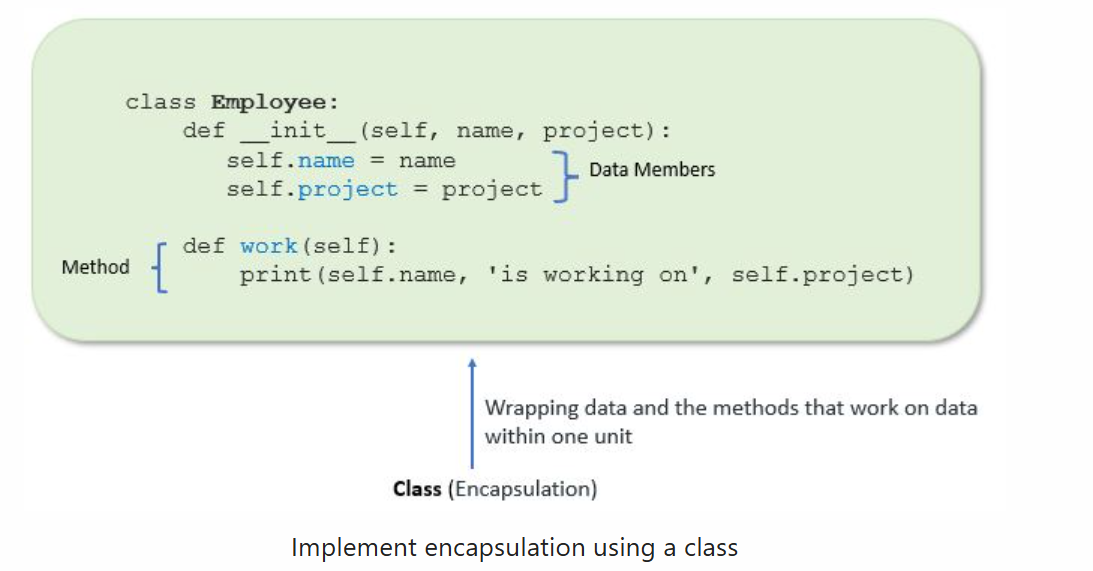 class Employee:
def __init__(self, name, project):
self.name = name
self.project = project
Data Members
Method
def work(self):
print(self.name, 'is working on', self.project)
Wrapping data and the methods that work on data
within one unit
Class (Encapsulation)
Implement encapsulation using a class